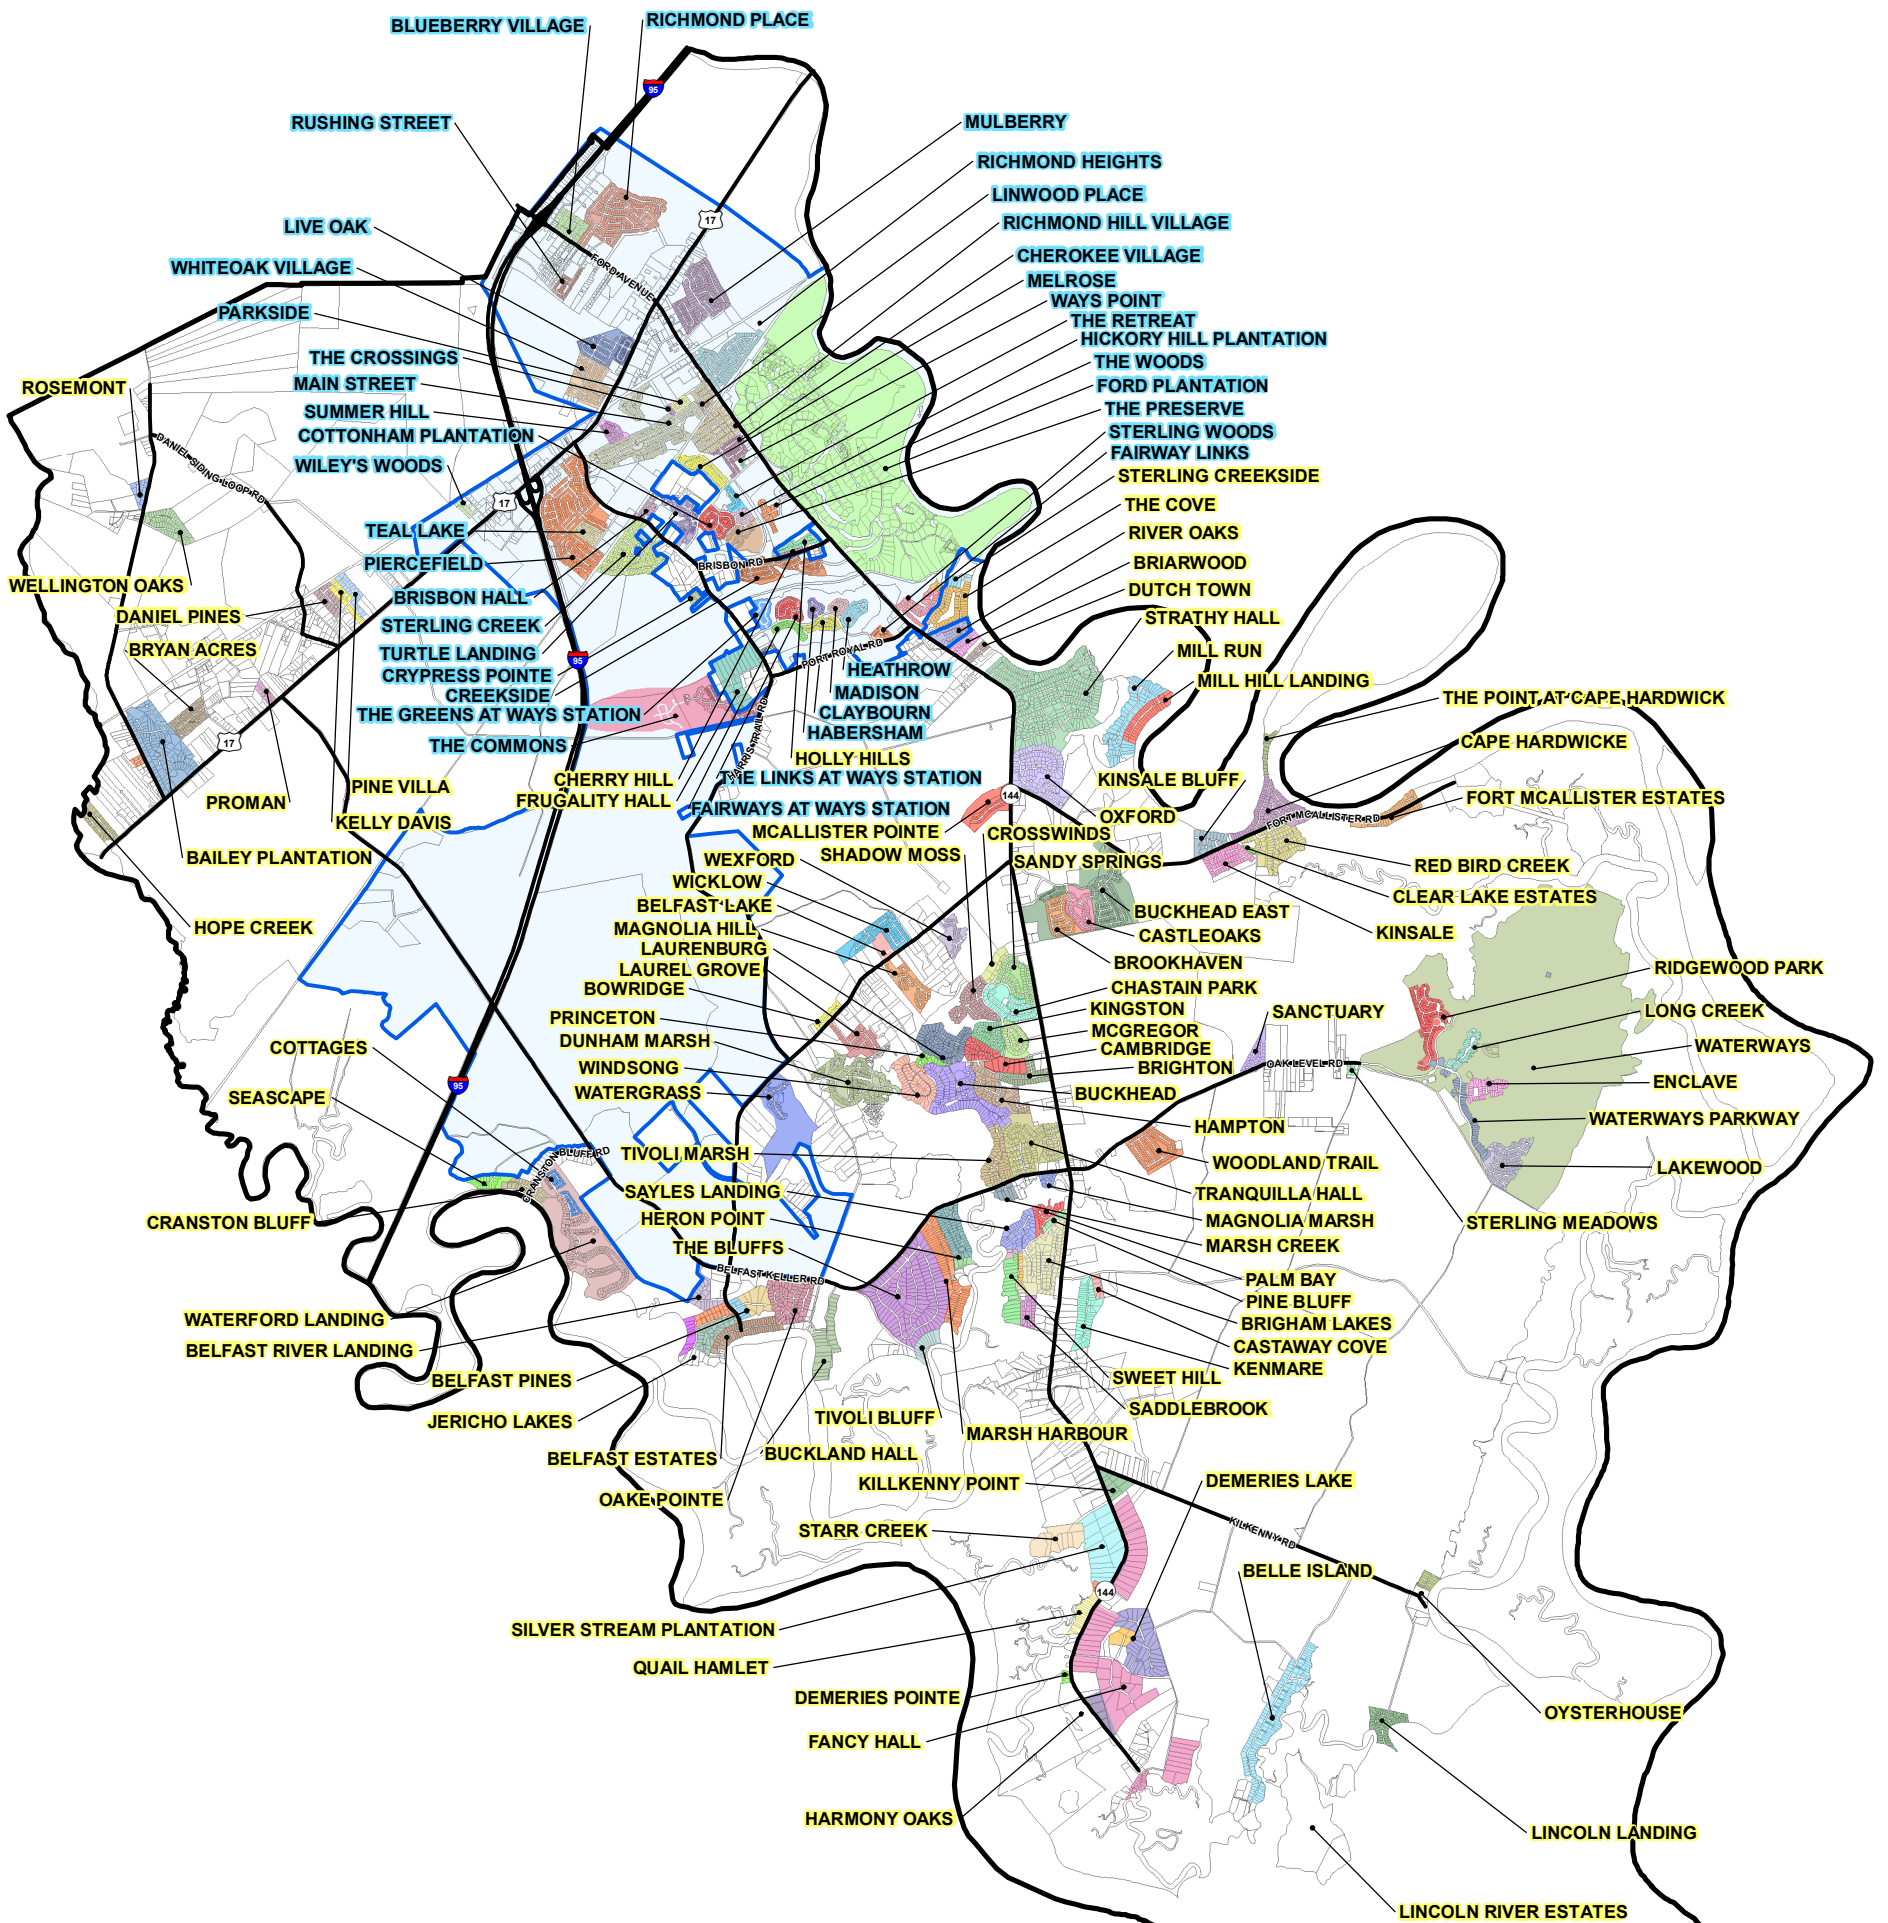 BLUEBERRY VILLAGE
RICHMOND PLACE
95
RUSHING STREET
MULBERRY
RICHMOND HEIGHTS
LINWOOD PLACE
17
RICHMOND HILL VILLAGE
LIVE OAK
CHEROKEE VILLAGE
WHITEOAK VILLAGE
FORD AVENUE
MELROSE
WAYS POINT
PARKSIDE
THE RETREAT
HICKORY HILL PLANTATION
THE CROSSINGS
THE WOODS
MAIN STREET
FORD PLANTATION
ROSEMONT
SUMMER HILL
THE PRESERVE
COTTONHAM PLANTATION
STERLING WOODS
FAIRWAY LINKS
WILEY'S WOODS
DANIEL SIDING LOOP RD
STERLING CREEKSIDE
17
THE COVE
TEAL LAKE
RIVER OAKS
PIERCEFIELD
BRISBON RD
BRIARWOOD
WELLINGTON OAKS
DUTCH TOWN
BRISBON HALL
DANIEL PINES
STRATHY HALL
STERLING CREEK
BRYAN ACRES
TURTLE LANDING
PORT ROYAL RD
MILL RUN
95
HEATHROW
CRYPRESS POINTE
MILL HILL LANDING
CREEKSIDE
MADISON
THE POINT AT CAPE HARDWICK
THE GREENS AT WAYS STATION
CLAYBOURN
HABERSHAM
HARRIS TRAIL RD
17
THE COMMONS
CAPE HARDWICKE
HOLLY HILLS
CHERRY HILL
THE LINKS AT WAYS STATION
KINSALE BLUFF
PINE VILLA
144
PROMAN
FRUGALITY HALL
FAIRWAYS AT WAYS STATION
FORT MCALLISTER ESTATES
KELLY DAVIS
OXFORD
FORT MCALLISTER RD
MCALLISTER POINTE
CROSSWINDS
BAILEY PLANTATION
WEXFORD
SHADOW MOSS
SANDY SPRINGS
RED BIRD CREEK
WICKLOW
CLEAR LAKE ESTATES
BELFAST LAKE
BUCKHEAD EAST
HOPE CREEK
MAGNOLIA HILL
CASTLEOAKS
KINSALE
LAURENBURG
BROOKHAVEN
LAUREL GROVE
RIDGEWOOD PARK
BOWRIDGE
CHASTAIN PARK
PRINCETON
KINGSTON
SANCTUARY
LONG CREEK
DUNHAM MARSH
MCGREGOR
COTTAGES
CAMBRIDGE
WATERWAYS
WINDSONG
BRIGHTON
OAK LEVEL RD
95
ENCLAVE
SEASCAPE
WATERGRASS
BUCKHEAD
WATERWAYS PARKWAY
HAMPTON
CRANSTON BLUFF RD
TIVOLI MARSH
WOODLAND TRAIL
LAKEWOOD
SAYLES LANDING
TRANQUILLA HALL
CRANSTON BLUFF
HERON POINT
MAGNOLIA MARSH
STERLING MEADOWS
THE BLUFFS
MARSH CREEK
BELFAST KELLER RD
PALM BAY
PINE BLUFF
WATERFORD LANDING
BRIGHAM LAKES
BELFAST RIVER LANDING
CASTAWAY COVE
KENMARE
BELFAST PINES
SWEET HILL
SADDLEBROOK
JERICHO LAKES
TIVOLI BLUFF
MARSH HARBOUR
BELFAST ESTATES
BUCKLAND HALL
KILLKENNY POINT
DEMERIES LAKE
OAKE POINTE
STARR CREEK
KILKENNY RD
BELLE ISLAND
144
SILVER STREAM PLANTATION
QUAIL HAMLET
DEMERIES POINTE
OYSTERHOUSE
FANCY HALL
HARMONY OAKS
LINCOLN LANDING
LINCOLN RIVER ESTATES